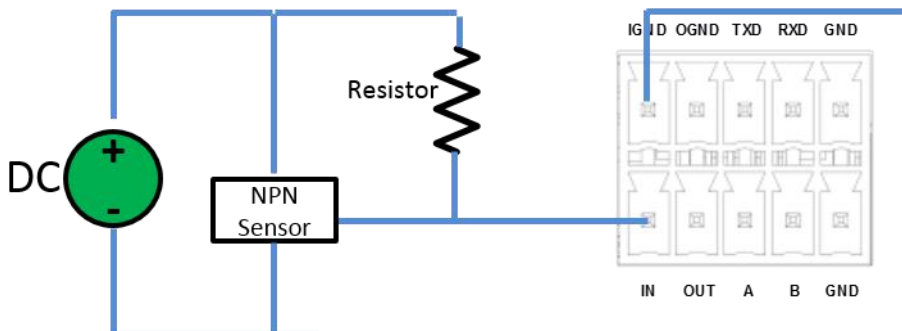 IGND OGND TXD RXD GND
Resistor
+
DC
-
NPN
Sensor
IN OUT A B GND